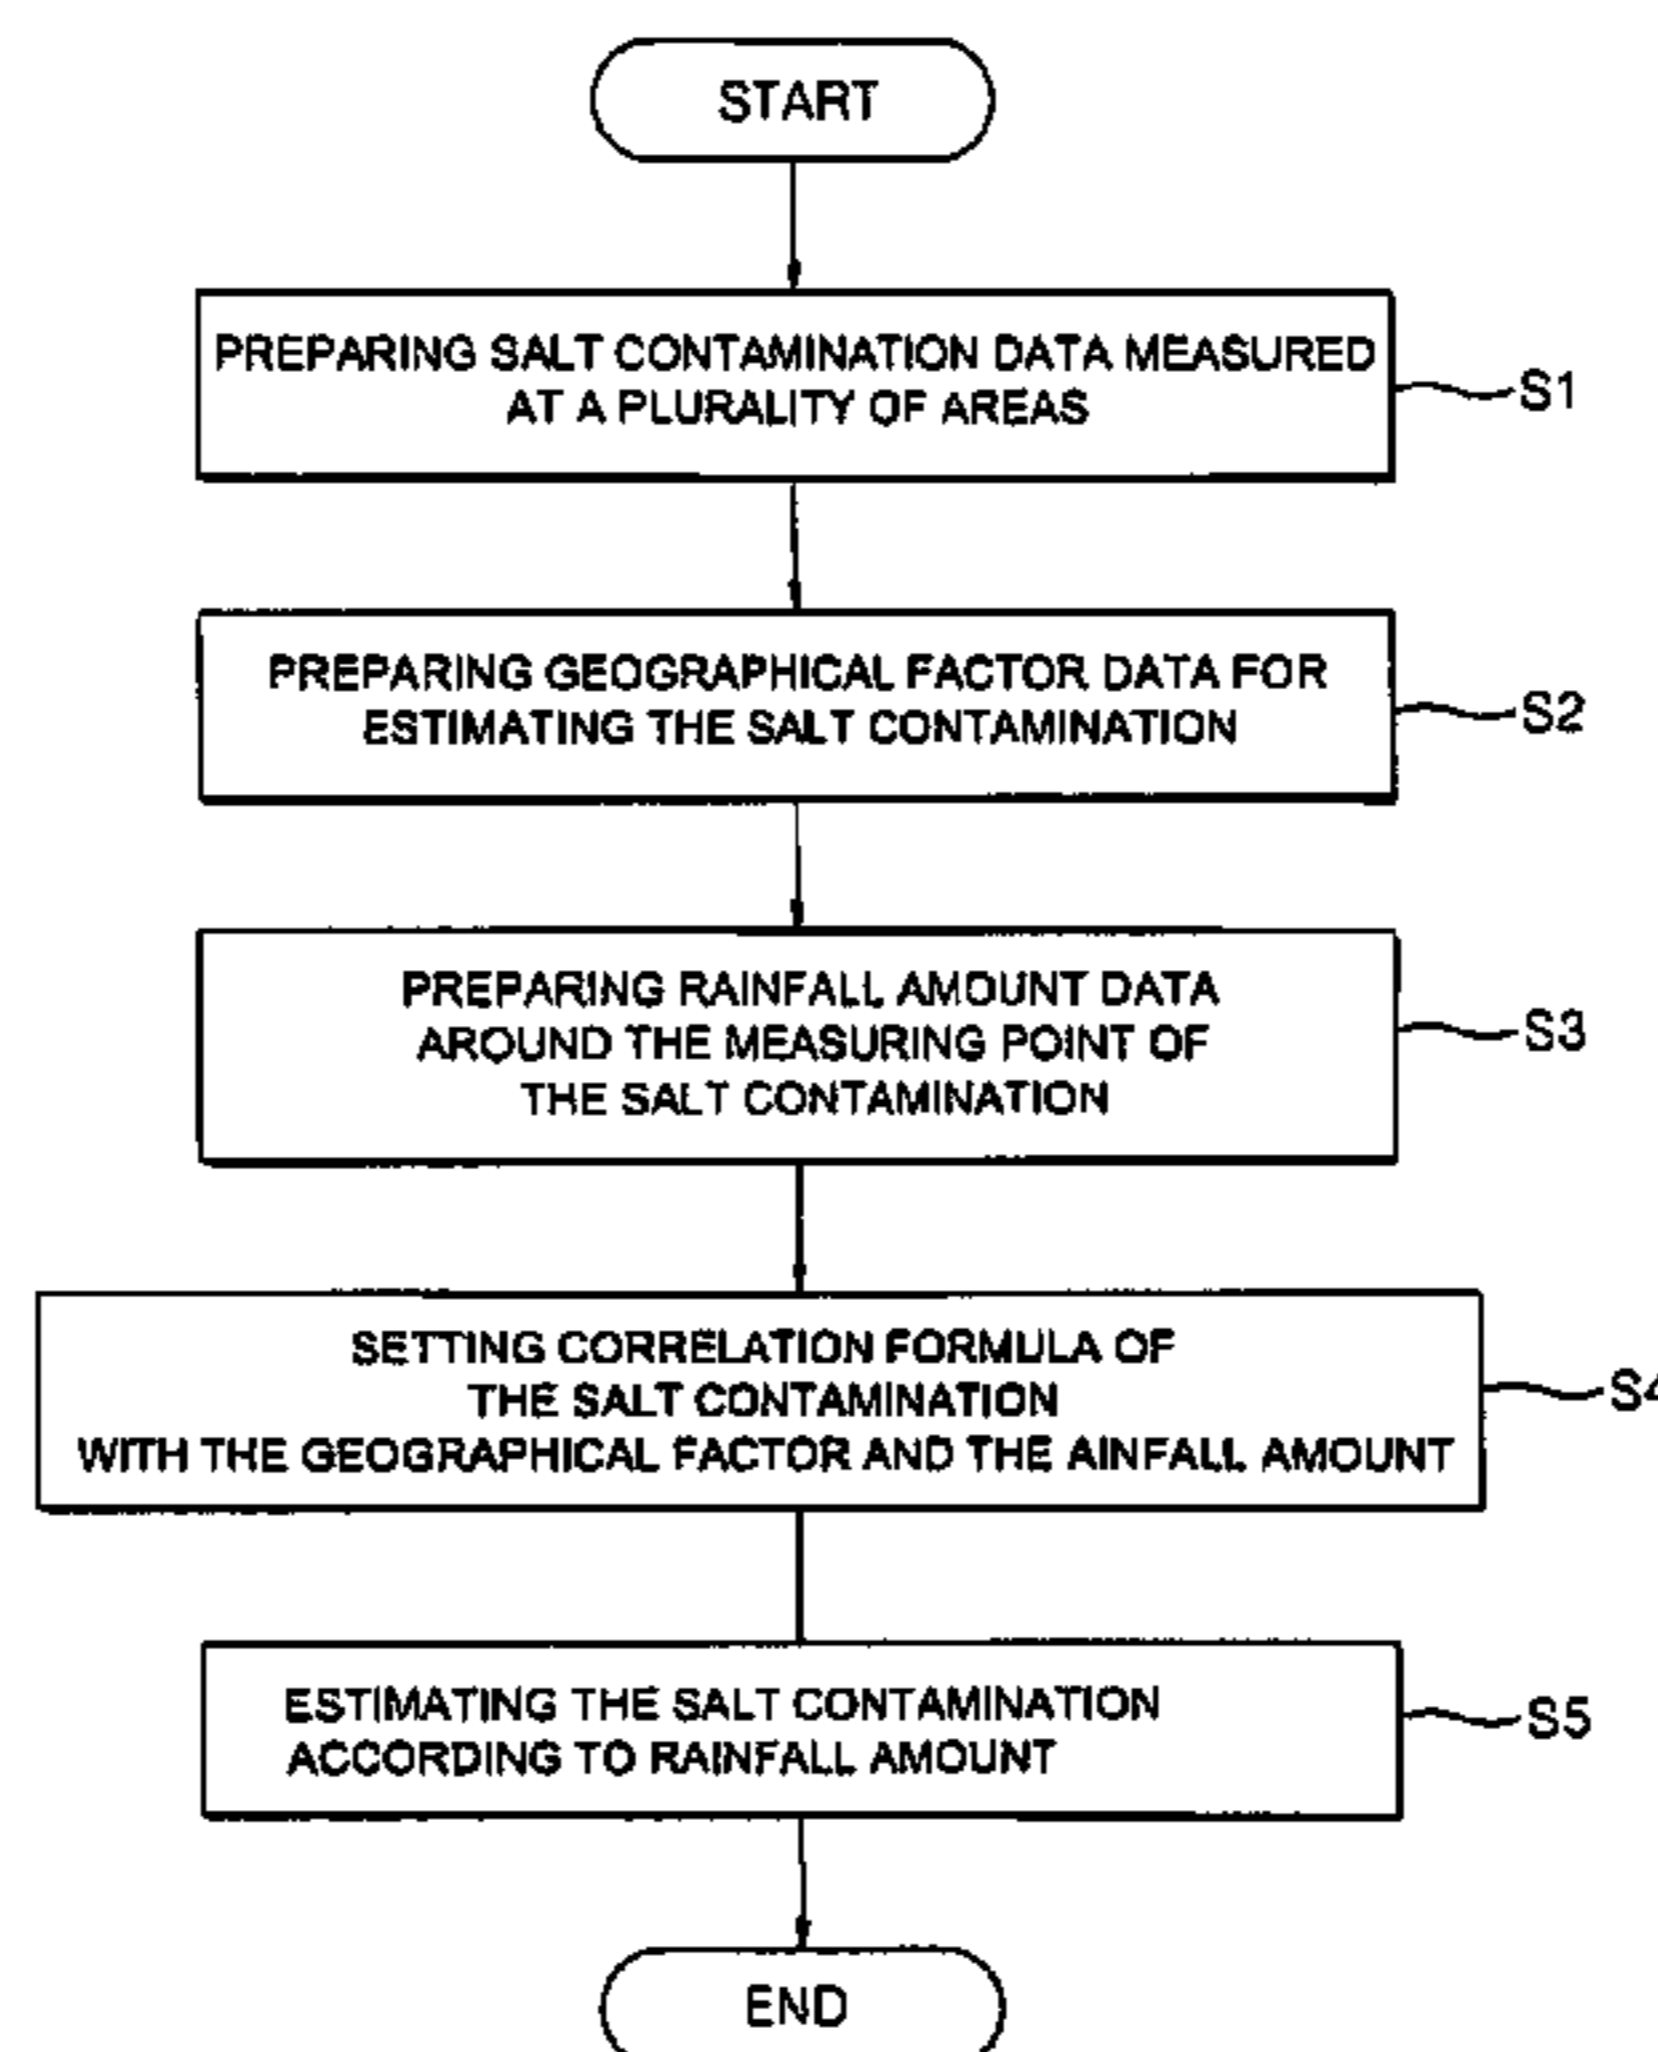 START
PREPARING SALT CONTAMINATION DATA MEASURED
AT A PLURALITY OF AREAS
S1
PREPARING GEOGRAPHICAL FACTOR DATA FOR
ESTIMATING THE SALT CONTAMINATION
S2
PREPARING RAINFALL AMOUNT DATA
AROUND THE MEASURING POINT OF
THE SALT CONTAMINATION
S3
SETTING CORRELATION FORMULA OF
THE SALT CONTAMINATION
WITH THE GEOGRAPHICAL FACTOR AND THE AINFALL AMOUNT
S4
ESTIMATING THE SALT CONTAMINATION
ACCORDING TO RAINFALL AMOUNT
S5
END